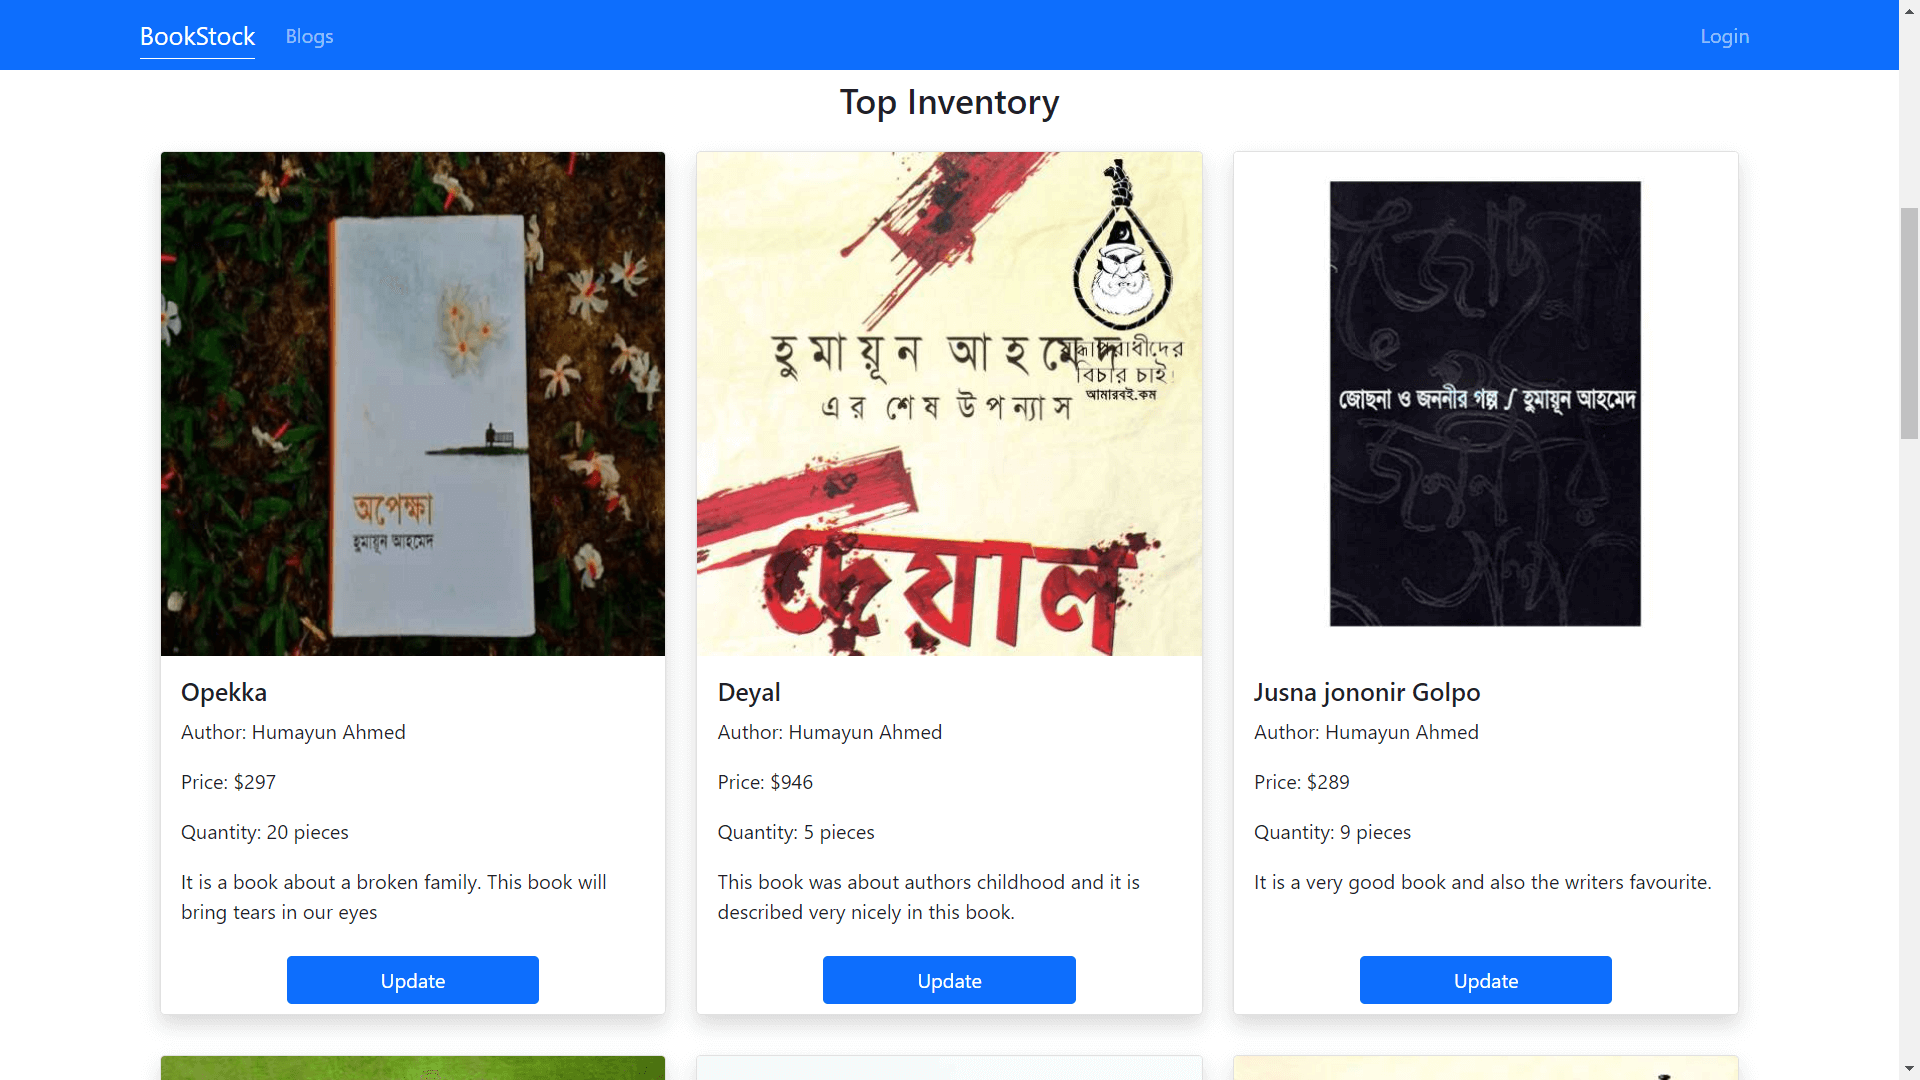 BookStock Blogs Login
Top Inventory
অপেক্ষা
হুমায়ূন আহমেদ
হুমায়ূন আহমেদ
যুদ্ধাপরাধীদের
বিচার চাই!
আমারবই.কম
এর শেষ উপন্যাস
দেয়াল
জোছনা ও জননীর গল্প / হুমায়ূন আহমেদ
Opekka
Author: Humayun Ahmed
Price: $297
Quantity: 20 pieces
It is a book about a broken family. This book will
bring tears in our eyes
Update
Deyal
Author: Humayun Ahmed
Price: $946
Quantity: 5 pieces
This book was about authors childhood and it is
described very nicely in this book.
Update
Jusna jononir Golpo
Author: Humayun Ahmed
Price: $289
Quantity: 9 pieces
It is a very good book and also the writers favourite.
Update